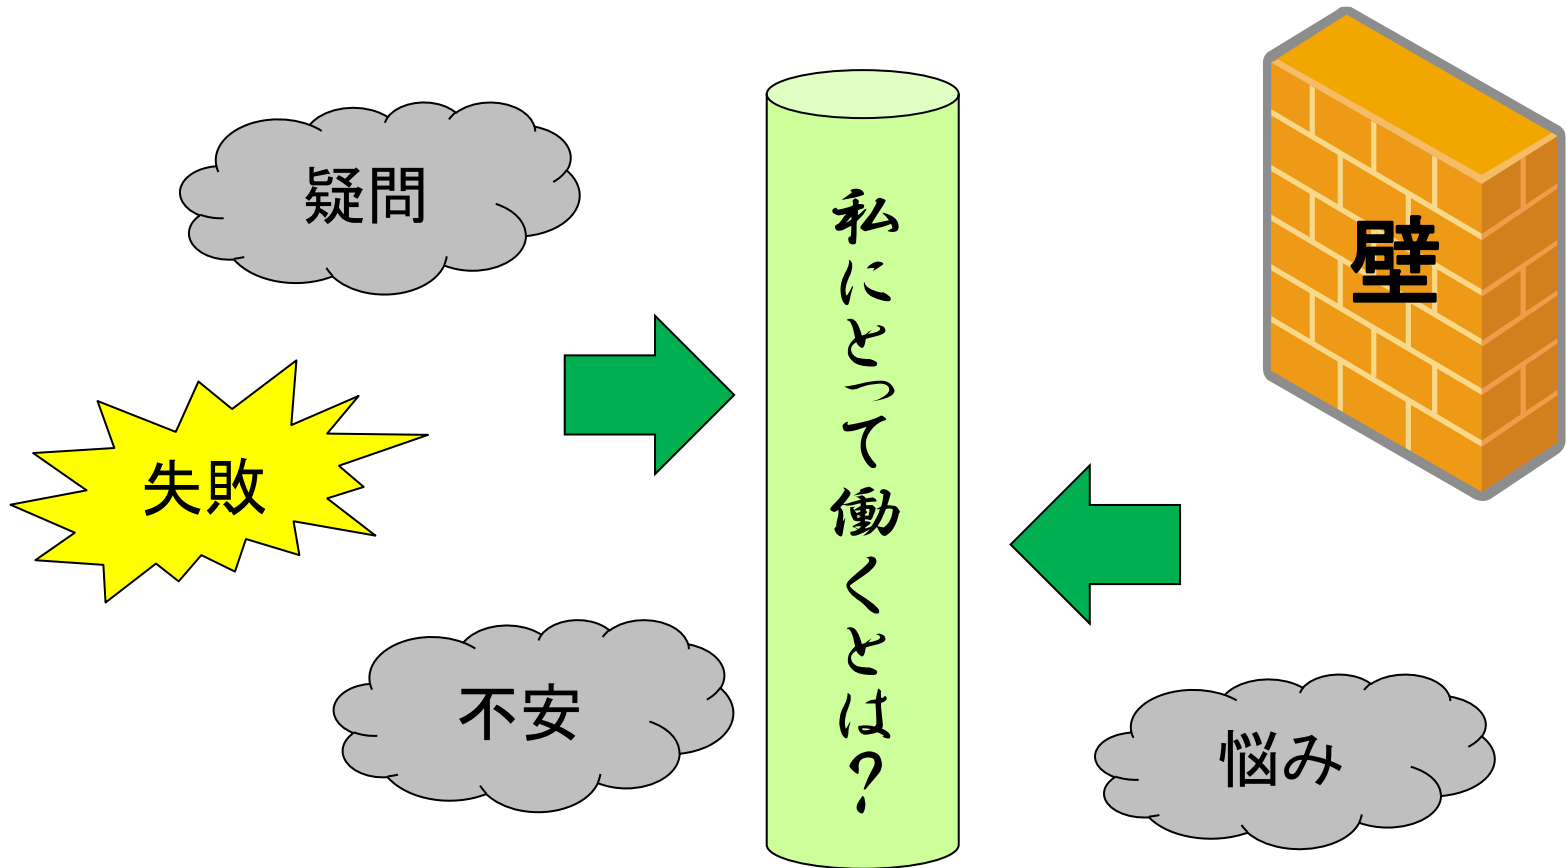 疑問
失敗
不安
私にとって働くとは？
壁
悩み